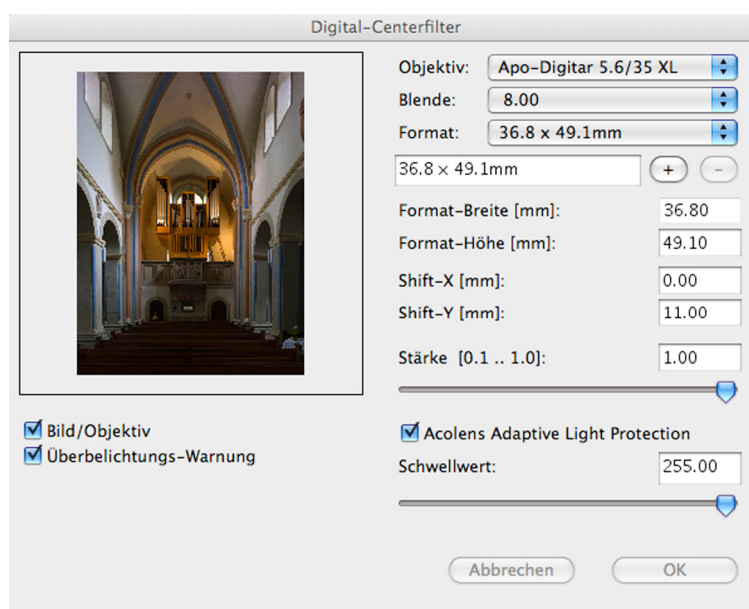 Digital-Centerfilter
Objektiv: Apo-Digitar 5.6/35 XL
Blende: 8.00
Format: 36.8 x 49.1mm
36.8 x 49.1mm + -
Format-Breite [mm]: 36.80
Format-Höhe [mm]: 49.10
Shift-X [mm]: 0.00
Shift-Y [mm]: 11.00
Stärke [0.1 .. 1.0]: 1.00
Bild/Objektiv
Überbelichtungs-Warnung
Acolens Adaptive Light Protection
Schwellwert: 255.00
Abbrechen OK